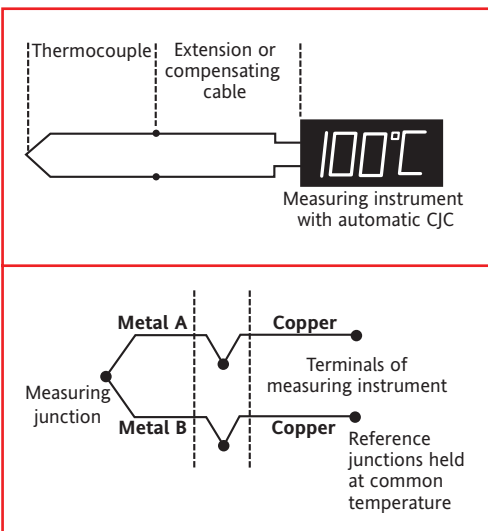 Thermocouple
Extension or
compensating
cable
100°C
Measuring instrument
with automatic CJC
Metal A
Copper
Measuring
junction
Terminals of
measuring instrument
Metal B
Copper
Reference
junctions held
at common
temperature